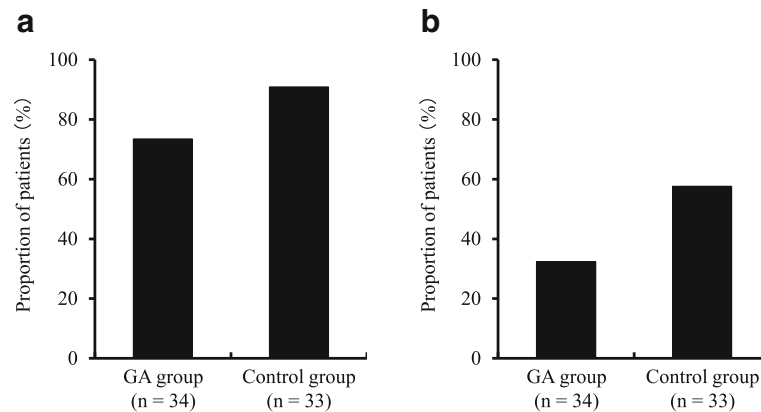 a
Proportion of patients (%)
100
80
60
40
20
0
GA group
(n = 34)
Control group
(n = 33)
b
Proportion of patients (%)
100
80
60
40
20
0
GA group
(n = 34)
Control group
(n = 33)